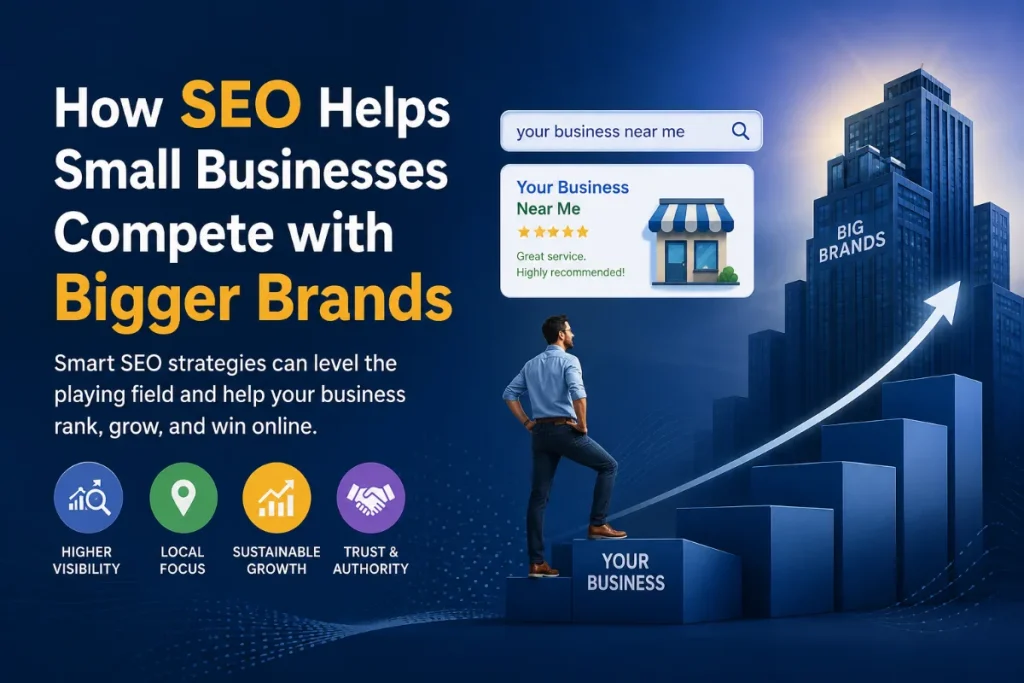 How SEO Helps
Small Businesses
Compete with
Bigger Brands
Smart SEO strategies can level the
playing field and help your business
rank, grow, and win online.
HIGHER
VISIBILITY
LOCAL
FOCUS
SUSTAINABLE
GROWTH
TRUST &
AUTHORITY
your business near me
Your Business
Near Me
Great service.
Highly recommended!
BIG
BRANDS
YOUR
BUSINESS